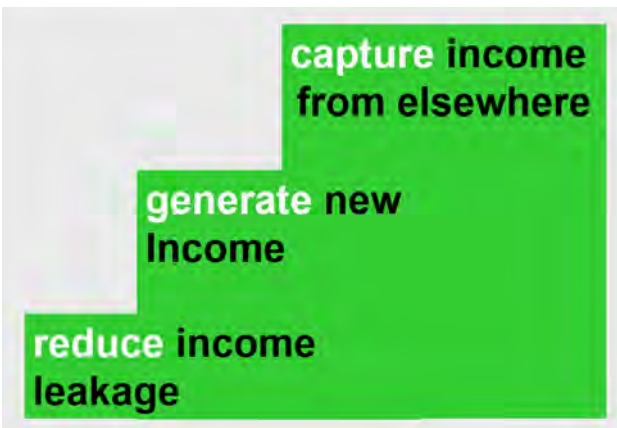 capture income
from elsewhere
generate new
Income
reduce income
leakage